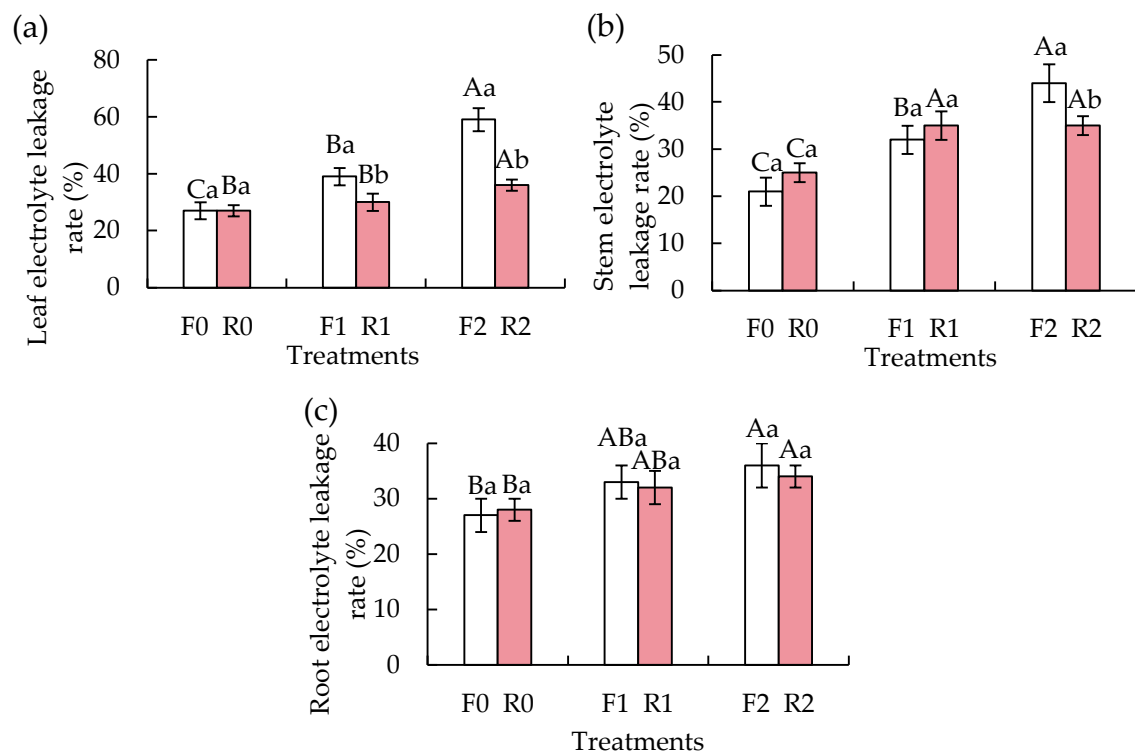 (a)
Leaf electrolyte leakage
rate (%)
80
60
40
20
0
Ca
Ba
Ba
Bb
Aa
Ab
F0 R0
F1 R1
F2 R2
Treatments
(b)
Stem electrolyte
leakage rate (%)
50
40
30
20
10
0
Ca
Ca
Ba
Aa
Aa
Ab
F0 R0
F1 R1
F2 R2
Treatments
(c)
Root electrolyte leakage
rate (%)
40
30
20
10
0
Ba
Ba
ABa
ABa
Aa
Aa
F0 R0
F1 R1
F2 R2
Treatments